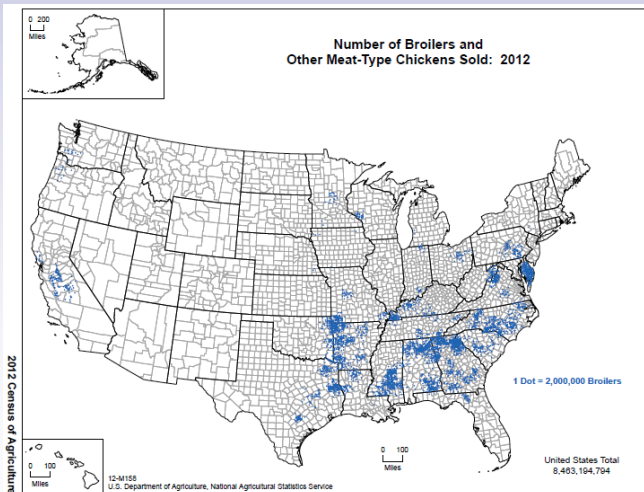 0 200
Miles
Number of Broilers and
Other Meat-Type Chickens Sold: 2012
1 Dot = 2,000,000 Broilers
2012 Census of Agriculture
0 100
Miles
0 100
Miles
12-M158
U.S. Department of Agriculture, National Agricultural Statistics Service
United States Total
8,463,194,794